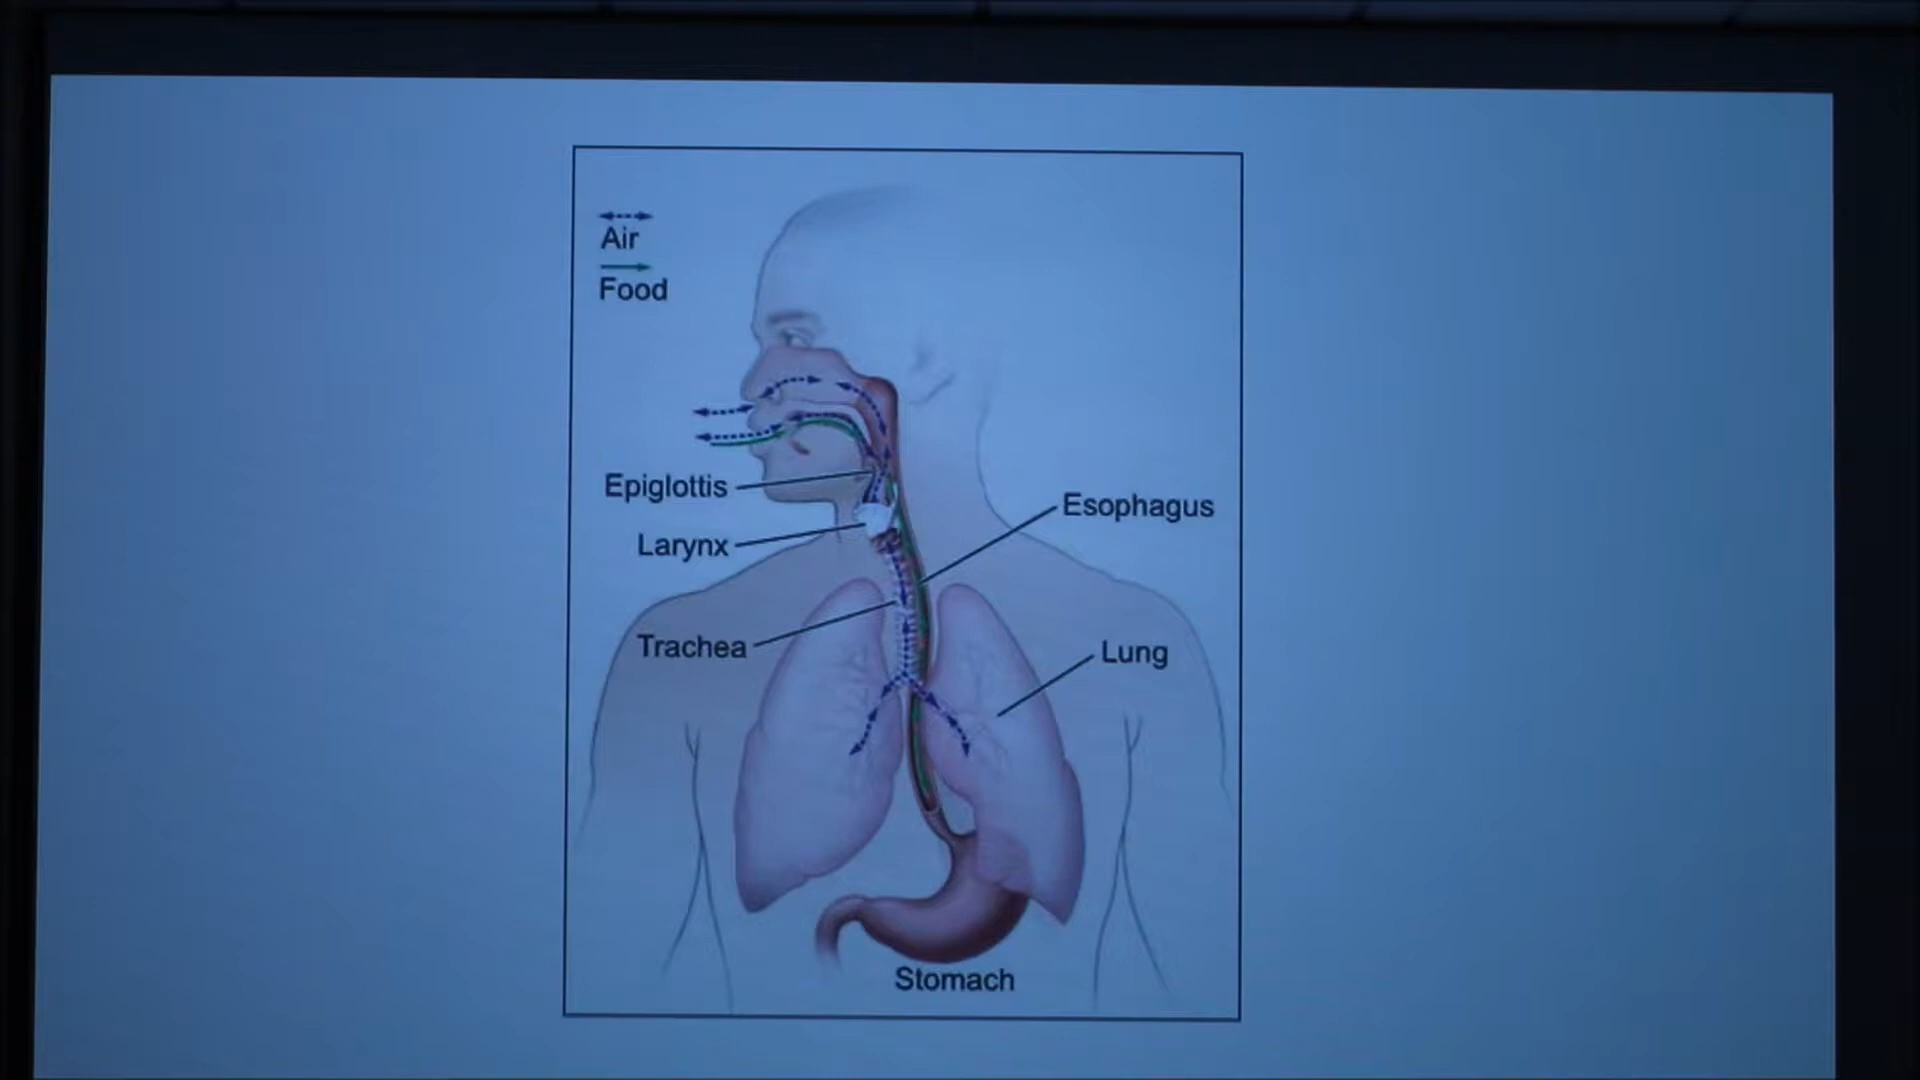 Air
Food
Epiglottis
Larynx
Esophagus
Trachea
Lung
Stomach